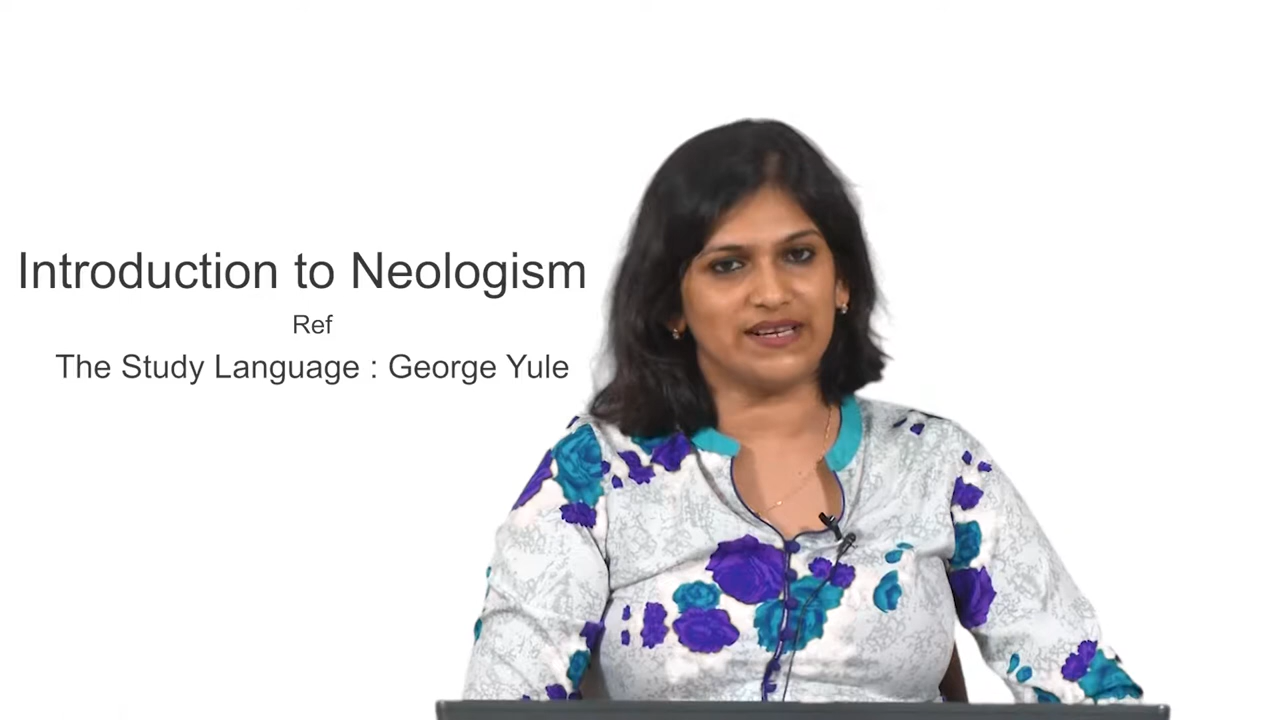 Introduction to Neologism
Ref
The Study Language : George Yule